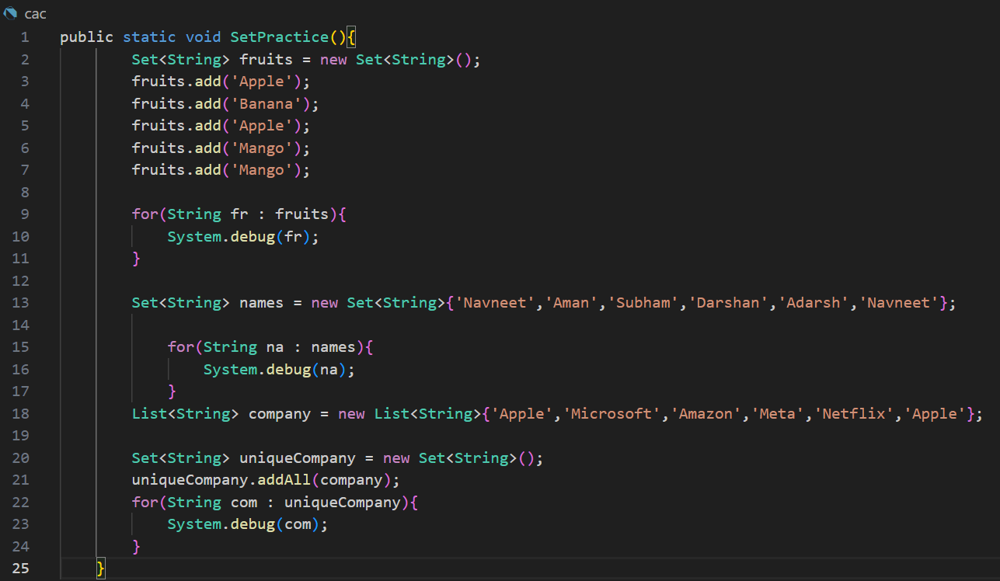 cac
1 public static void SetPractice(){
2 Set<String> fruits = new Set<String>();
3 fruits.add('Apple');
4 fruits.add('Banana');
5 fruits.add('Apple');
6 fruits.add('Mango');
7 fruits.add('Mango');
8
9 for(String fr : fruits){
10 System.debug(fr);
11 }
12
13 Set<String> names = new Set<String>{'Navneet','Aman','Subham','Darshan','Adarsh','Navneet'};
14
15 for(String na : names){
16 System.debug(na);
17 }
18 List<String> company = new List<String>{'Apple','Microsoft','Amazon','Meta','Netflix','Apple'};
19
20 Set<String> uniqueCompany = new Set<String>();
21 uniqueCompany.addAll(company);
22 for(String com : uniqueCompany){
23 System.debug(com);
24 }
25 }